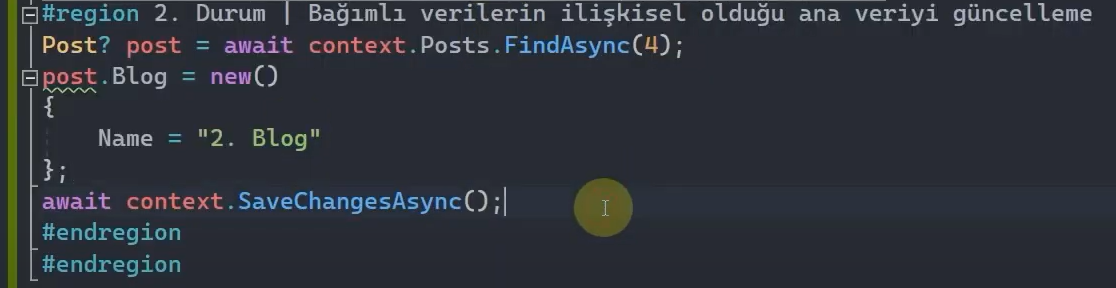 #region 2. Durum | Bağımlı verilerin ilişkisel olduğu ana veriyi güncelleme
Post? post = await context.Posts.FindAsync(4);
post.Blog = new()
{
    Name = "2. Blog"
};
await context.SaveChangesAsync();
#endregion
#endregion